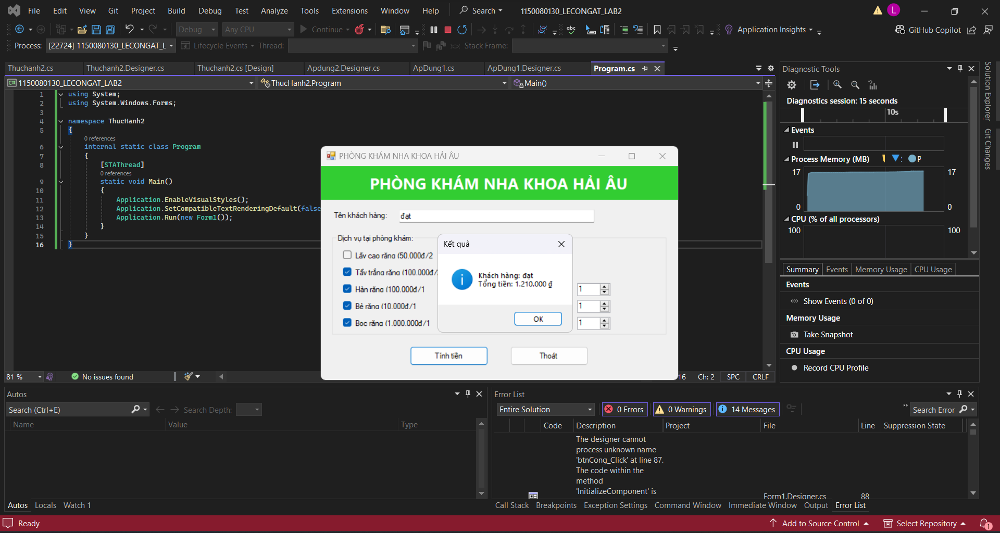 File Edit View Git Project Build Debug Test Analyze Tools Extensions Window Help Search 1150080130_LECONGAT_LAB2 L
Debug Any CPU Continue abc Application Insights GitHub Copilot
Process: [22724] 1150080130_LECONGAT_L Lifecycle Events Thread: Stack Frame:
Thuchanh2.cs Thuchanh2.Designer.cs Thuchanh2.cs [Design] Apdung2.Designer.cs ApDung1.cs ApDung1.Designer.cs Program.cs
C# 1150080130_LECONGAT_LAB2 ThucHanh2.Program Main()
1 using System;
2 using System.Windows.Forms;
3
4 namespace ThucHanh2
5 {
0 references
6 internal static class Program
7 {
8 [STAThread]
0 references
9 static void Main()
10 {
11 Application.EnableVisualStyles();
12 Application.SetCompatibleTextRenderingDefault(false
13 Application.Run(new Form1());
14 }
15 }
16 }
81 % No issues found 16 Ch: 2 SPC CRLF
PHÒNG KHÁM NHA KHOA HẢI ÂU
PHÒNG KHÁM NHA KHOA HẢI ÂU
Tên khách hàng: đạt
Dịch vụ tại phòng khám:
Lấy cao răng (50.000đ/2
Tẩy trắng răng (100.000đ/
Hàn răng (100.000đ/1 1
Bẻ răng (10.000đ/1 1
Bọc răng (1.000.000đ/1 1
Tính tiền Thoát
Kết quả
i
Khách hàng: đạt
Tổng tiền: 1.210.000 ₫
OK
Diagnostic Tools
Diagnostics session: 15 seconds
10s
Events
Process Memory (MB) P
17 17
0 0
CPU (% of all processors)
100 100
Summary Events Memory Usage CPU Usage
Events
Show Events (0 of 0)
Memory Usage
Take Snapshot
CPU Usage
Record CPU Profile
Solution Explorer
Git Changes
Autos
Search (Ctrl+E) Search Depth:
Name Value Type
Autos Locals Watch 1
Error List
Entire Solution 0 Errors 0 Warnings 14 Messages Search Error
Code Description Project File Line Suppression State
The designer cannot
process unknown name
'btnCong_Click' at line 87.
The code within the
method
'InitializeComponent' is
Form1.Designer.cs 88
Call Stack Breakpoints Exception Settings Command Window Immediate Window Output Error List
Ready Add to Source Control Select Repository 1